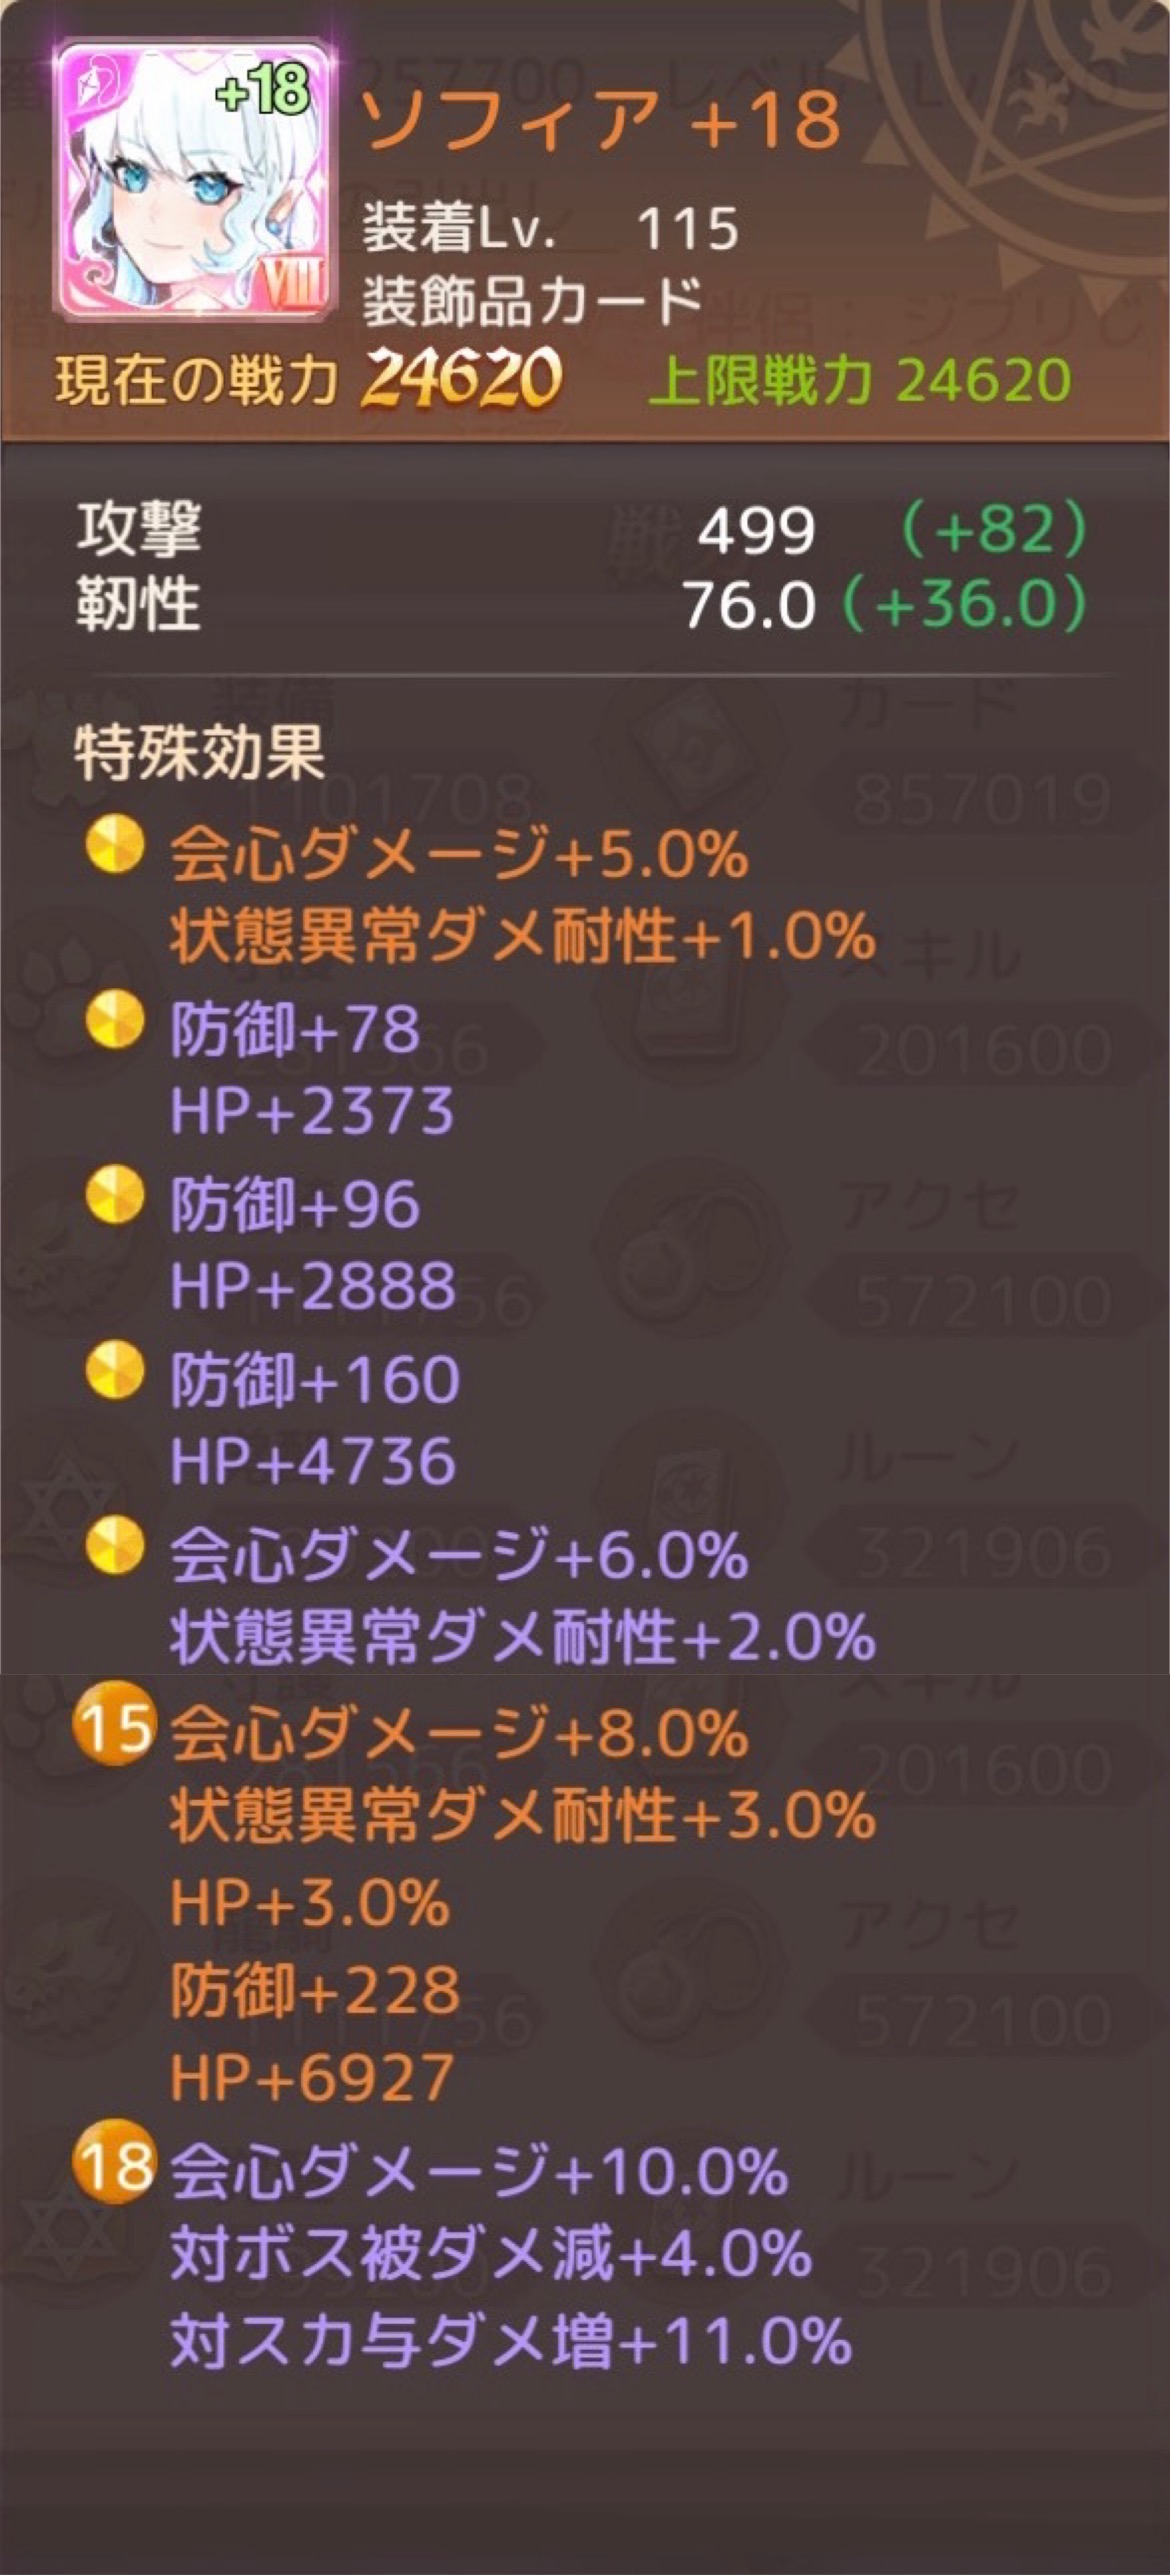 +18
VIII
ソフィア +18
装着Lv. 115
装飾品カード
現在の戦力 24620 上限戦力 24620
攻撃 499 (+82)
靭性 76.0 (+36.0)
特殊効果
会心ダメージ+5.0%
状態異常ダメ耐性+1.0%
防御+78
HP+2373
防御+96
HP+2888
防御+160
HP+4736
会心ダメージ+6.0%
状態異常ダメ耐性+2.0%
15 会心ダメージ+8.0%
状態異常ダメ耐性+3.0%
HP+3.0%
防御+228
HP+6927
18 会心ダメージ+10.0%
対ボス被ダメ減+4.0%
対スカ与ダメ増+11.0%